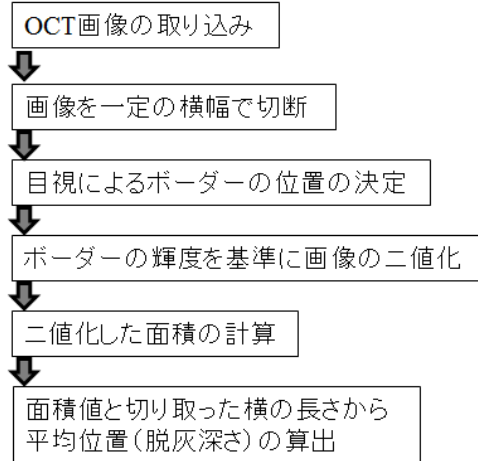 OCT画像の取り込み
画像を一定の横幅で切断
目視によるボーダーの位置の決定
ボーダーの輝度を基準に画像の二値化
二値化した面積の計算
面積値と切り取った横の長さから
平均位置(脱灰深さ)の算出